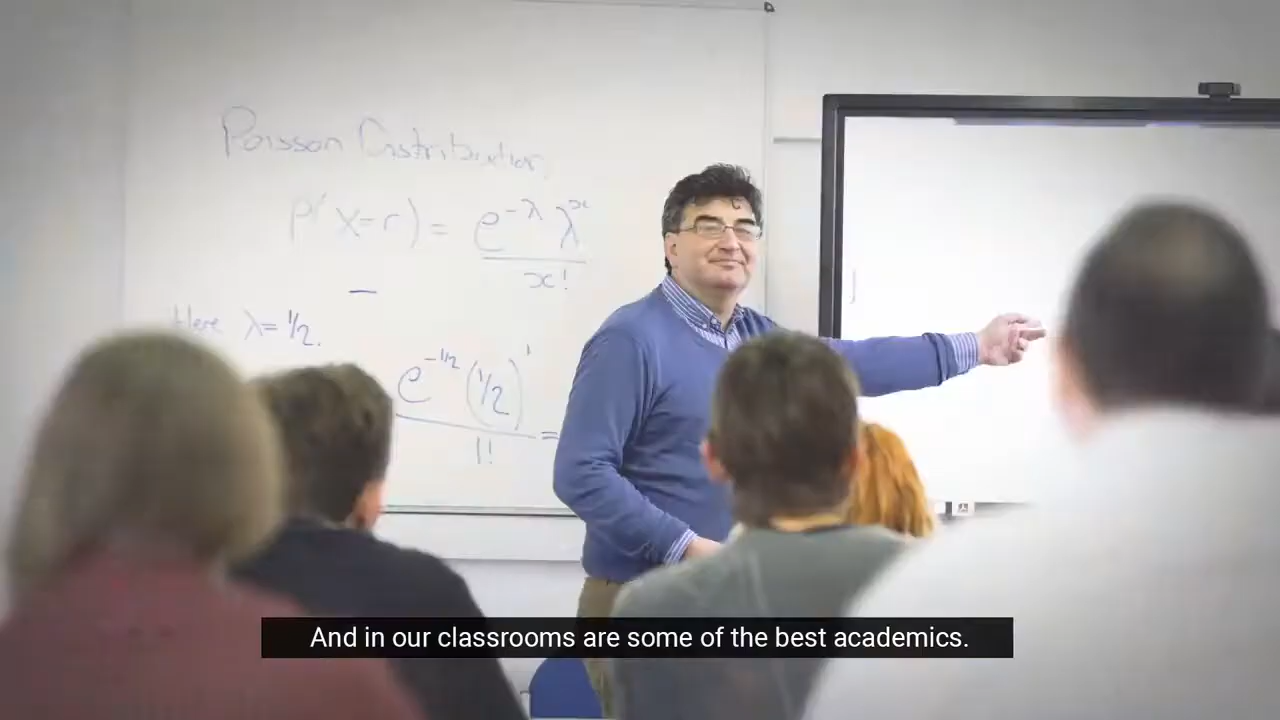 Poisson Distribution
P(X=r) = e^-λ λ^x
x!
Here λ = 1/2.
e^-1/2 (1/2)^1 =
1!
And in our classrooms are some of the best academics.